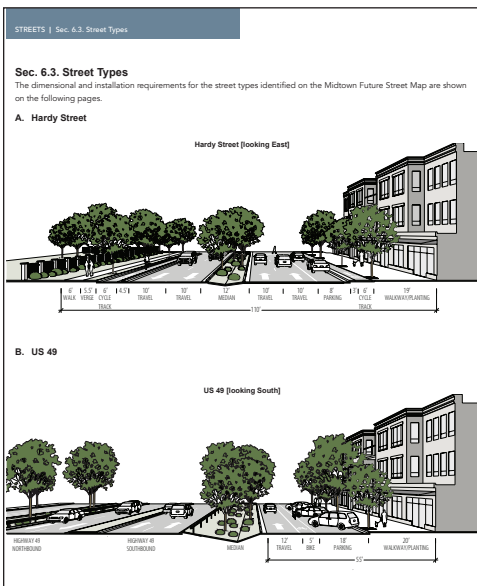 STREETS | Sec. 6.3. Street Types
Sec. 6.3. Street Types
The dimensional and installation requirements for the street types identified on the Midtown Future Street Map are shown
on the following pages.
A. Hardy Street
Hardy Street [looking East]
6' 5.5' 6' 4.5' 10' 10' 12' 10' 10' 8' 3' 6' 19'
WALK VERGE CYCLE TRACK TRAVEL TRAVEL MEDIAN TRAVEL TRAVEL PARKING CYCLE TRACK WALKWAY/PLANTING
110'
B. US 49
US 49 [looking South]
12' 5' 18' 20'
HIGHWAY 49 NORTHBOUND HIGHWAY 49 SOUTHBOUND MEDIAN TRAVEL BIKE PARKING WALKWAY/PLANTING
55'